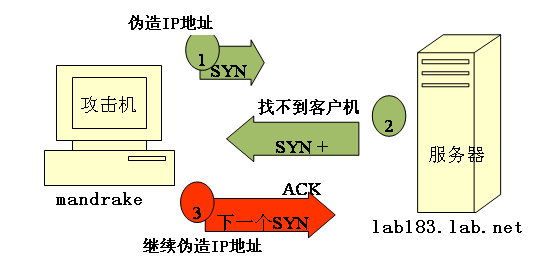 伪造IP地址
1
SYN
攻击机
找不到客户机
2
SYN +
服务器
mandrake
ACK
3
下一个SYN
继续伪造IP地址
lab183.lab.net